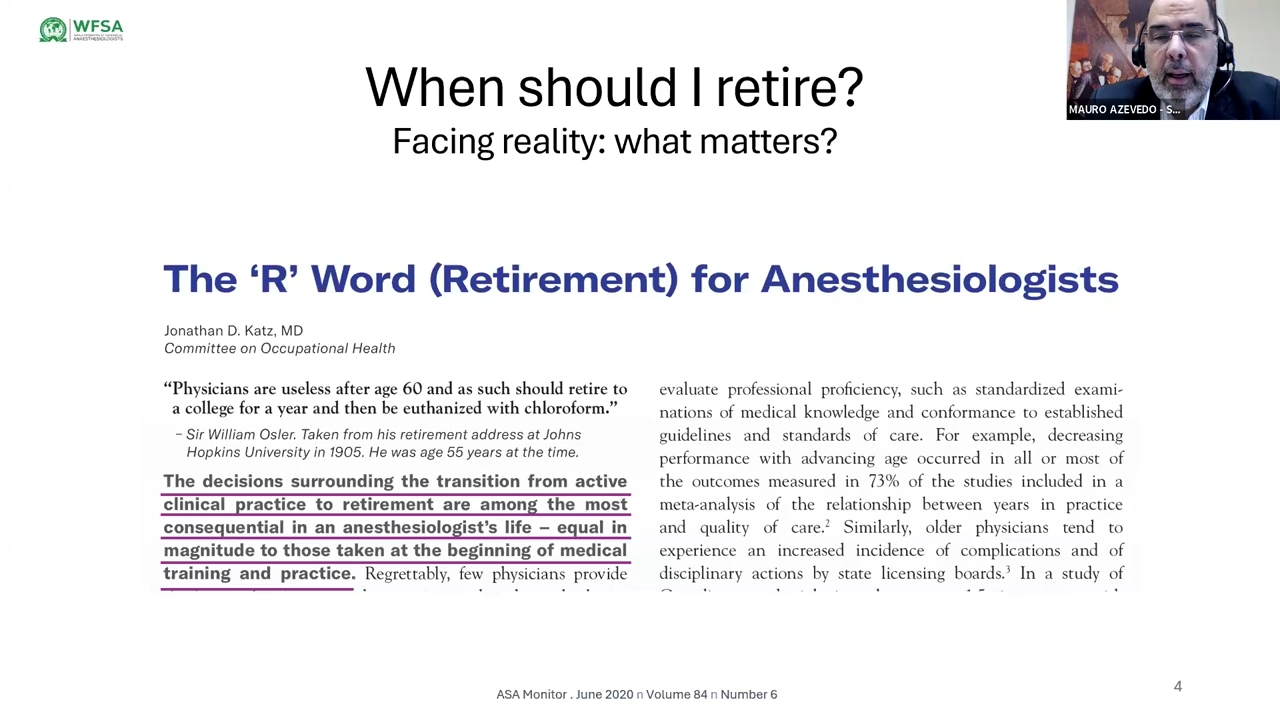 WFSA
WORLD FEDERATION OF SOCIETIES OF
ANAESTHESIOLOGISTS
MAURO AZEVEDO - S...
When should I retire?
Facing reality: what matters?
The ‘R’ Word (Retirement) for Anesthesiologists
Jonathan D. Katz, MD
Committee on Occupational Health
“Physicians are useless after age 60 and as such should retire to
a college for a year and then be euthanized with chloroform.”
– Sir William Osler. Taken from his retirement address at Johns
Hopkins University in 1905. He was age 55 years at the time.
The decisions surrounding the transition from active
clinical practice to retirement are among the most
consequential in an anesthesiologist’s life – equal in
magnitude to those taken at the beginning of medical
training and practice. Regrettably, few physicians provide
evaluate professional proficiency, such as standardized exami-
nations of medical knowledge and conformance to established
guidelines and standards of care. For example, decreasing
performance with advancing age occurred in all or most of
the outcomes measured in 73% of the studies included in a
meta-analysis of the relationship between years in practice
and quality of care.2 Similarly, older physicians tend to
experience an increased incidence of complications and of
disciplinary actions by state licensing boards.3 In a study of
ASA Monitor . June 2020 n Volume 84 n Number 6
4